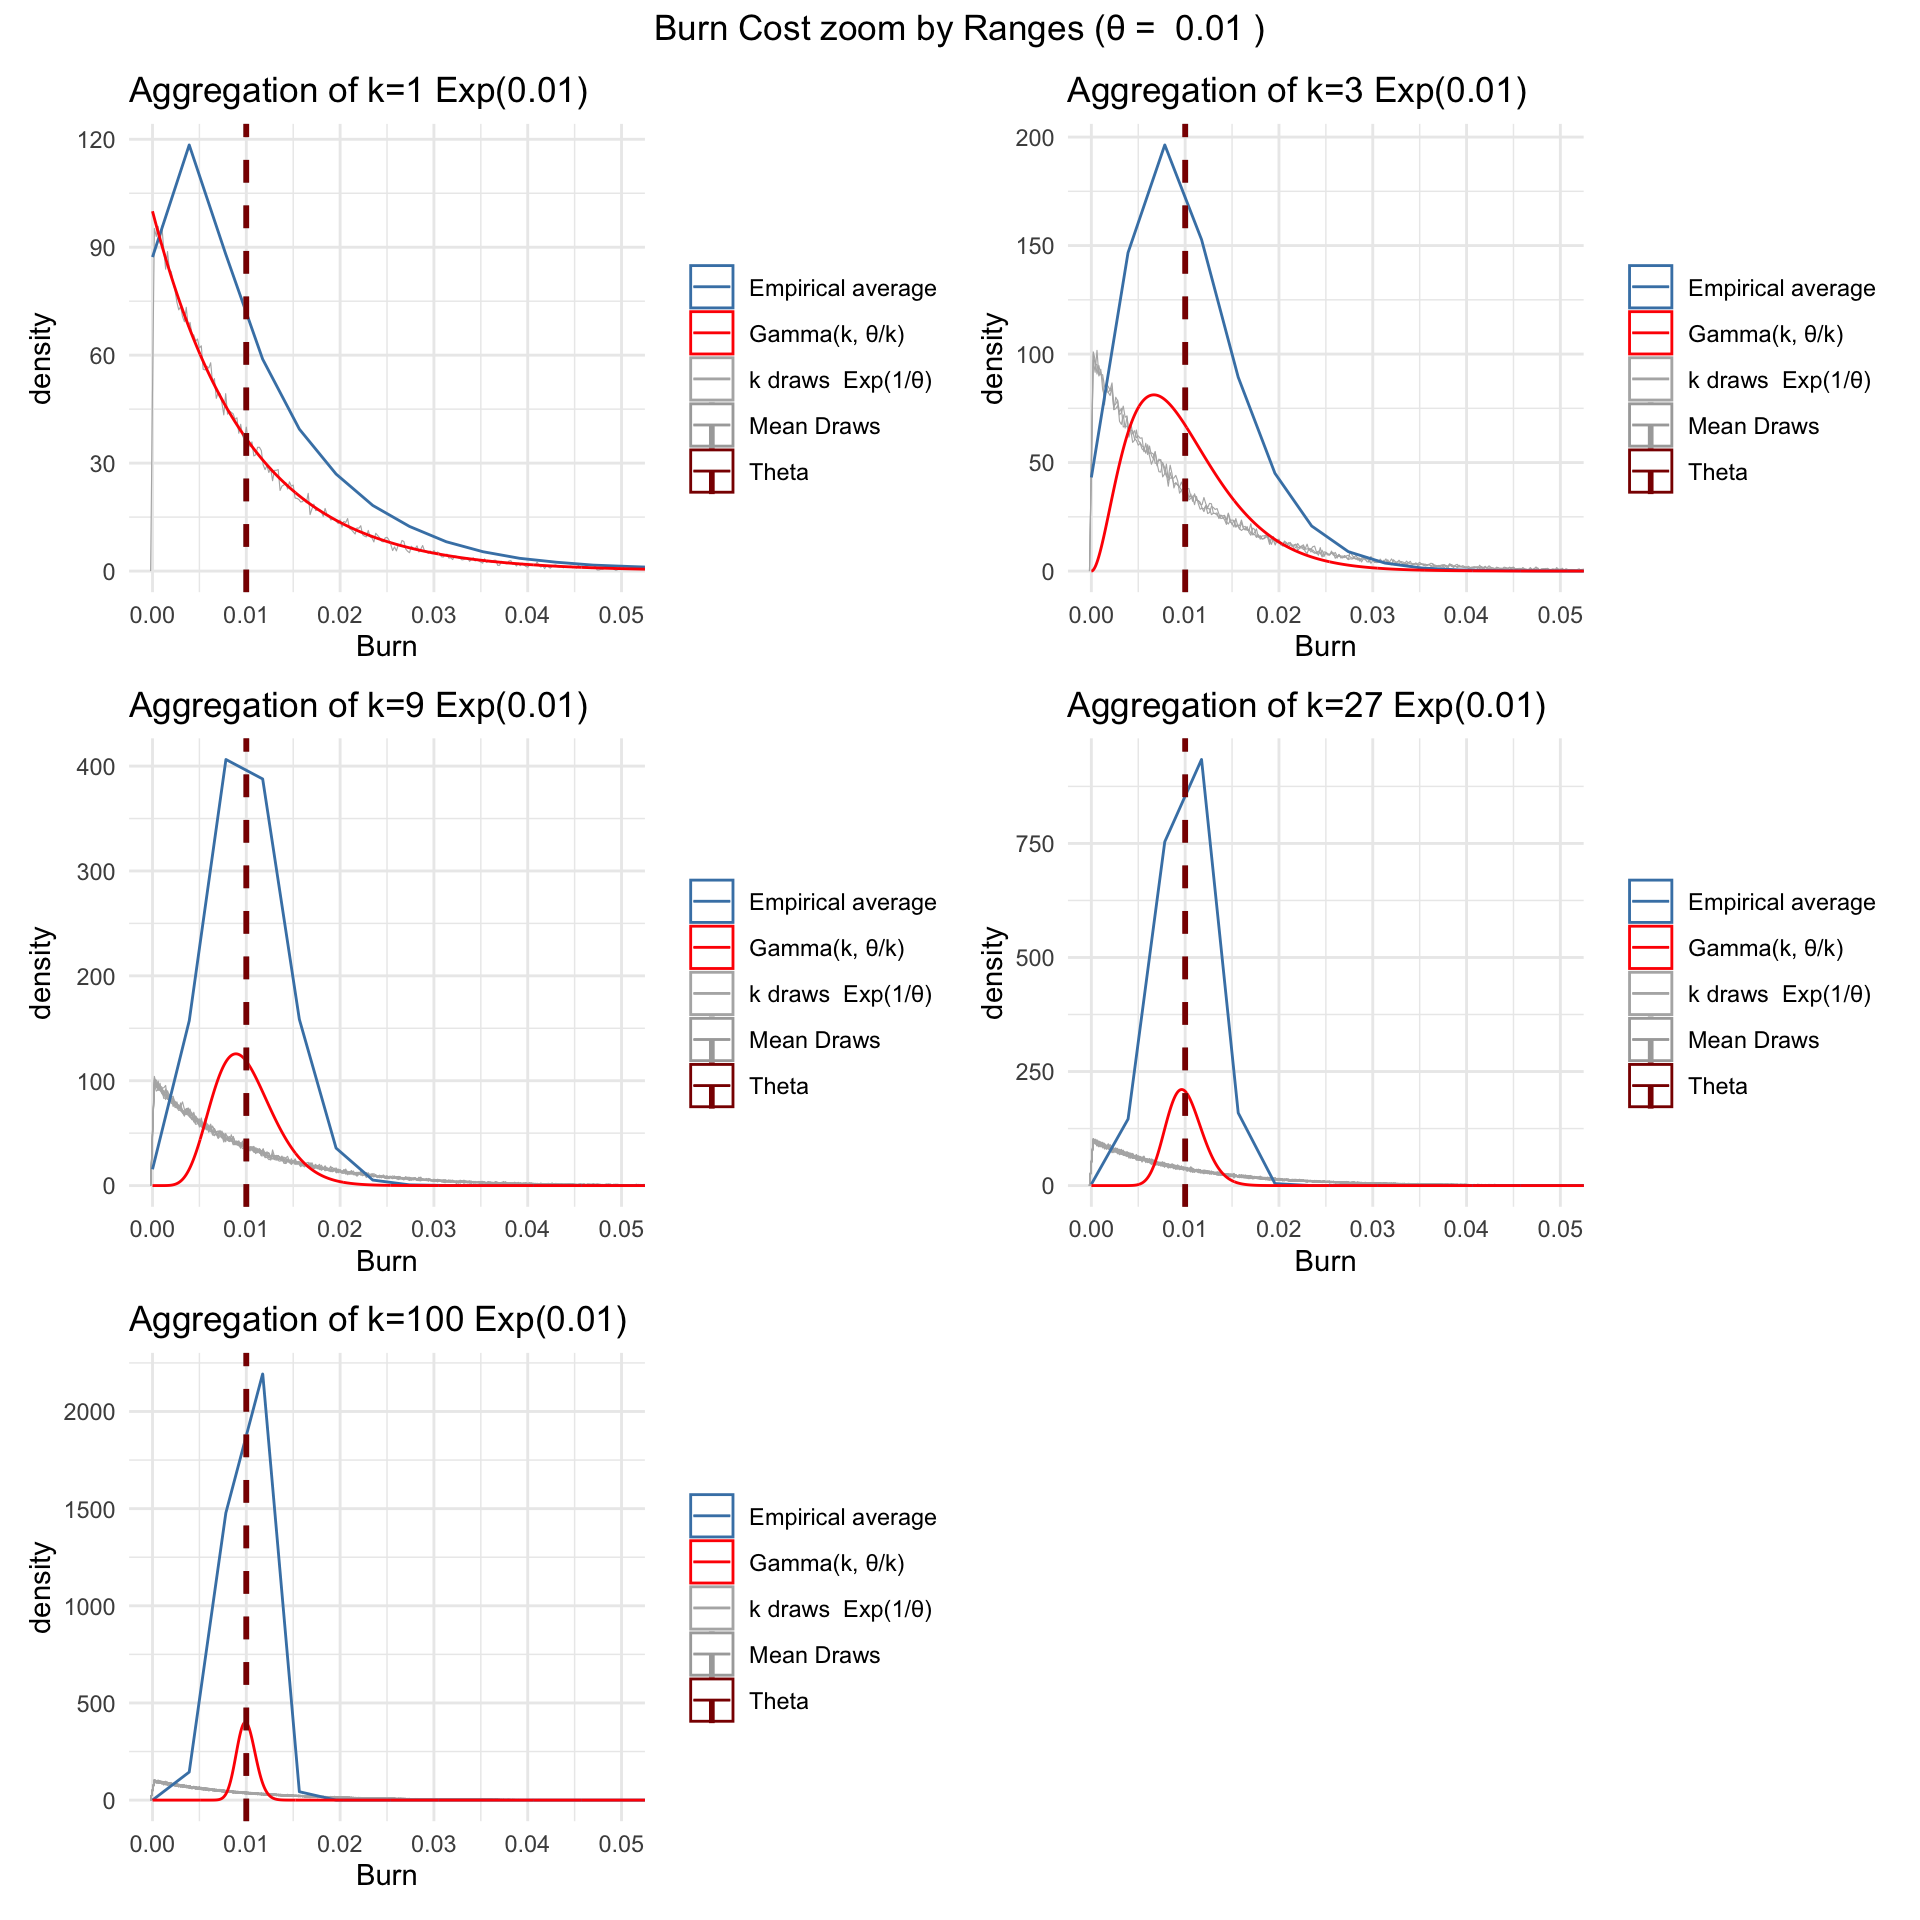 Burn Cost zoom by Ranges (θ =  0.01 )
Aggregation of k=1 Exp(0.01)
120
90
60
30
0
density
0.00 0.01 0.02 0.03 0.04 0.05
Burn
Empirical average
Gamma(k, θ/k)
k draws  Exp(1/θ)
Mean Draws
Theta
Aggregation of k=3 Exp(0.01)
200
150
100
50
0
density
0.00 0.01 0.02 0.03 0.04 0.05
Burn
Empirical average
Gamma(k, θ/k)
k draws  Exp(1/θ)
Mean Draws
Theta
Aggregation of k=9 Exp(0.01)
400
300
200
100
0
density
0.00 0.01 0.02 0.03 0.04 0.05
Burn
Empirical average
Gamma(k, θ/k)
k draws  Exp(1/θ)
Mean Draws
Theta
Aggregation of k=27 Exp(0.01)
750
500
250
0
density
0.00 0.01 0.02 0.03 0.04 0.05
Burn
Empirical average
Gamma(k, θ/k)
k draws  Exp(1/θ)
Mean Draws
Theta
Aggregation of k=100 Exp(0.01)
2000
1500
1000
500
0
density
0.00 0.01 0.02 0.03 0.04 0.05
Burn
Empirical average
Gamma(k, θ/k)
k draws  Exp(1/θ)
Mean Draws
Theta